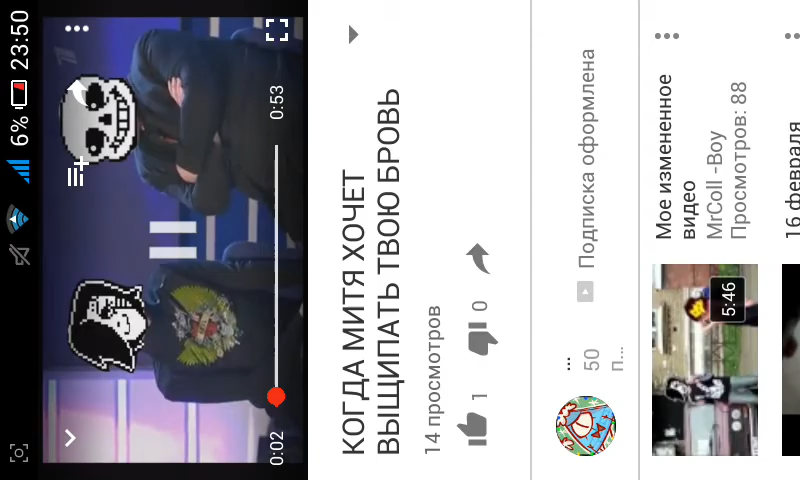 6% 23:50
0:02
0:53
КОГДА МИТЯ ХОЧЕТ
ВЫЩИПАТЬ ТВОЮ БРОВЬ
14 просмотров
1
0
...
50
п...
Подписка оформлена
5:46
Мое измененное
видео
MrColl -Boy
Просмотров: 88
16 февраля